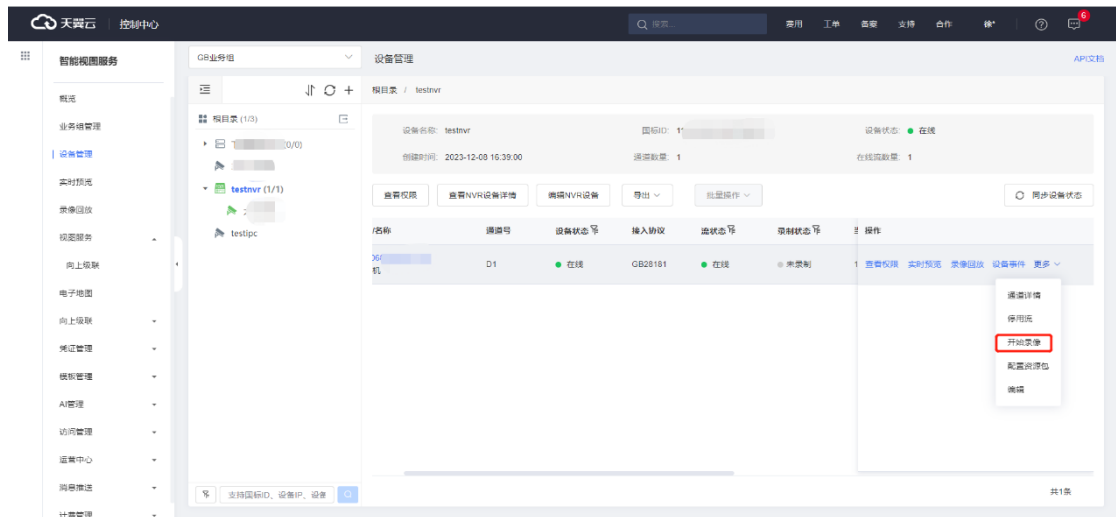 天翼云 控制中心 搜索... 费用 工单 备案 支持 合作 徐* 6
智能视图服务
概览
业务组管理
设备管理
实时预览
录像回放
视图服务
向上级联
电子地图
向上级联
凭证管理
模板管理
AI管理
访问管理
运营中心
消息推送
计费管理
GB业务组
根目录 (1/3)
0/0)
testnvr (1/1)
testipc
支持国标ID、设备IP、设备
设备管理 API文档
根目录 / testnvr
设备名称: testnvr 国标ID: 1 设备状态: 在线
创建时间: 2023-12-08 16:39:00 通道数量: 1 在线流数量: 1
查看权限 查看NVR设备详情 编辑NVR设备 导出 批量操作 同步设备状态
/名称 通道号 设备状态 接入协议 流状态 录制状态 操作
06 D1 在线 GB28181 在线 未录制 1 查看权限 实时预览 录像回放 设备事件 更多
机
通道详情
停用流
开始录像
配置资源包
编辑
共1条